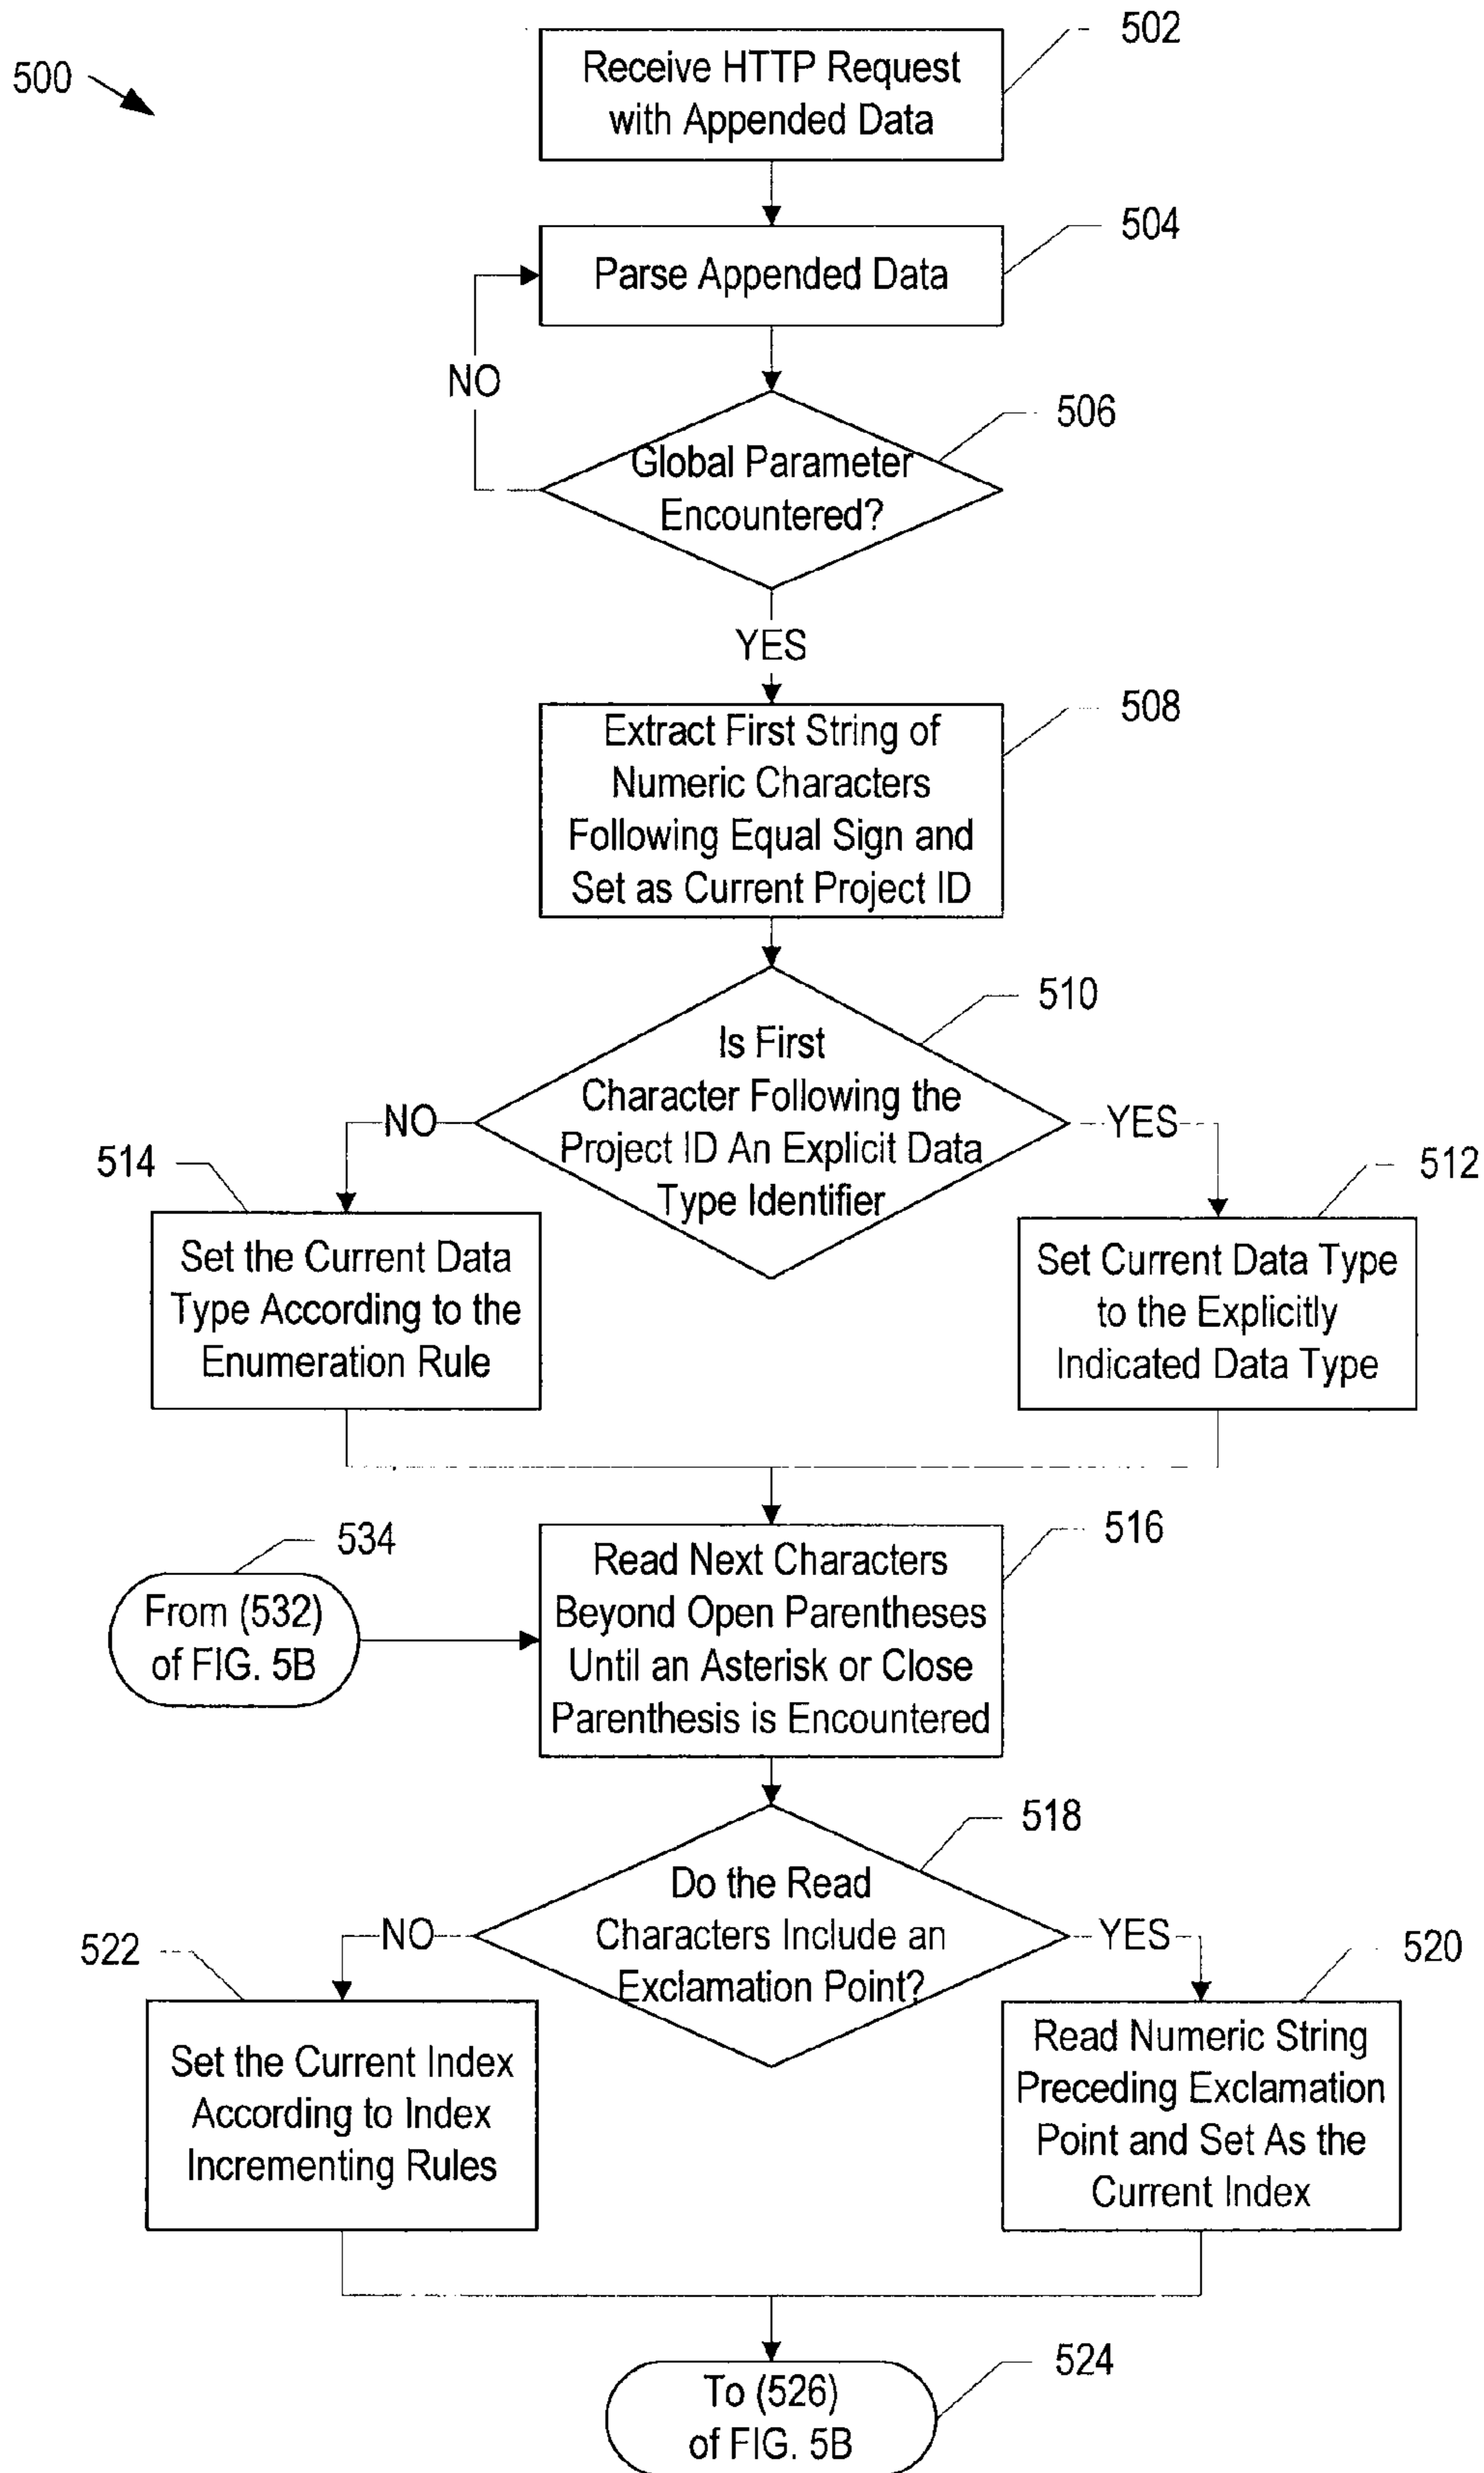 500
502
Receive HTTP Request
with Appended Data
504
Parse Appended Data
NO
506
Global Parameter
Encountered?
YES
508
Extract First String of
Numeric Characters
Following Equal Sign and
Set as Current Project ID
510
Is First
Character Following the
Project ID An Explicit Data
Type Identifier
NO
YES
514
Set the Current Data
Type According to the
Enumeration Rule
512
Set Current Data Type
to the Explicitly
Indicated Data Type
534
From (532)
of FIG. 5B
516
Read Next Characters
Beyond Open Parentheses
Until an Asterisk or Close
Parenthesis is Encountered
518
Do the Read
Characters Include an
Exclamation Point?
NO
YES
522
Set the Current Index
According to Index
Incrementing Rules
520
Read Numeric String
Preceding Exclamation
Point and Set As the
Current Index
524
To (526)
of FIG. 5B